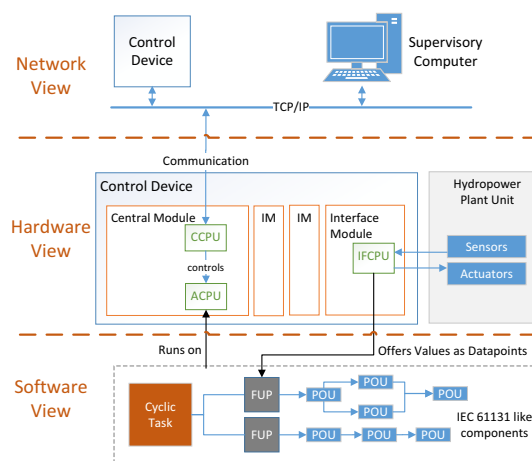 Control
Device
Supervisory
Computer
Network
View
TCP/IP
Communication
Control Device
Hydropower
Plant Unit
Central Module
IM
IM
Interface
Module
Hardware
View
CCPU
IFCPU
Sensors
controls
Actuators
ACPU
Runs on
Offers Values as Datapoints
Software
View
Cyclic
Task
FUP
POU
POU
POU
POU
IEC 61131 like
components
FUP
POU
POU
POU